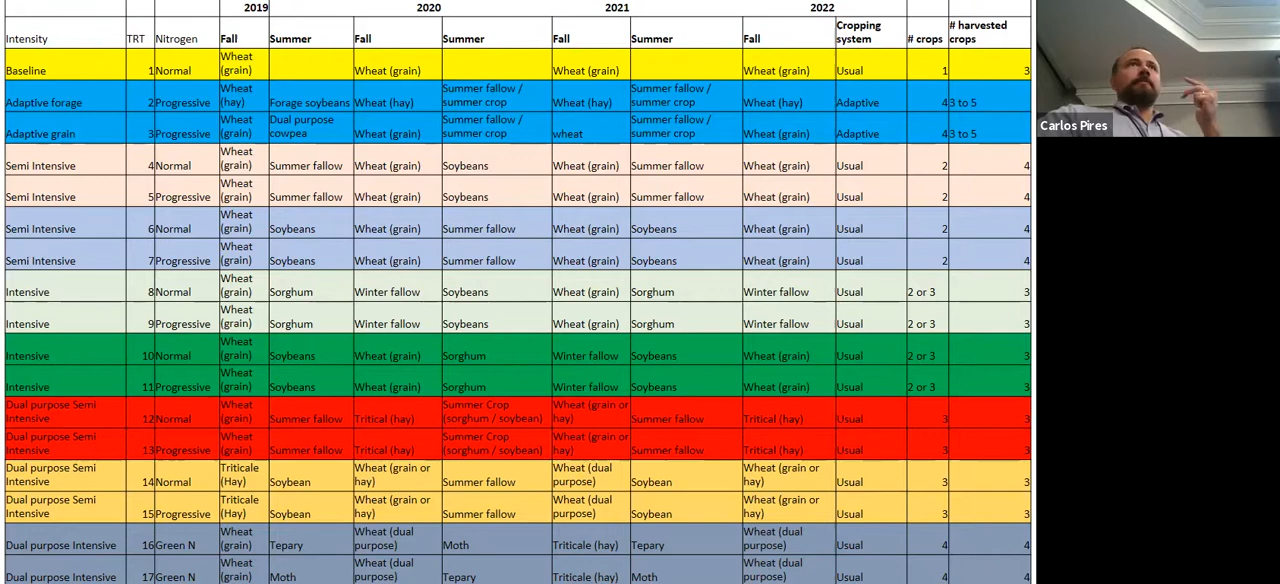 2019 2020 2021 2022
Intensity TRT Nitrogen Fall Summer Fall Summer Fall Summer Fall Cropping system # crops # harvested crops
Baseline 1 Normal Wheat (grain) Wheat (grain) Wheat (grain) Wheat (grain) Usual 1 3
Adaptive forage 2 Progressive Wheat (hay) Forage soybeans Wheat (hay) Summer fallow / summer crop Wheat (hay) Summer fallow / summer crop Wheat (hay) Adaptive 4 3 to 5
Adaptive grain 3 Progressive Wheat (grain) Dual purpose cowpea Wheat (grain) Summer fallow / summer crop wheat Summer fallow / summer crop Wheat (grain) Adaptive 4 3 to 5
Semi Intensive 4 Normal Wheat (grain) Summer fallow Wheat (grain) Soybeans Wheat (grain) Summer fallow Wheat (grain) Usual 2 4
Semi Intensive 5 Progressive Wheat (grain) Summer fallow Wheat (grain) Soybeans Wheat (grain) Summer fallow Wheat (grain) Usual 2 4
Semi Intensive 6 Normal Wheat (grain) Soybeans Wheat (grain) Summer fallow Wheat (grain) Soybeans Wheat (grain) Usual 2 4
Semi Intensive 7 Progressive Wheat (grain) Soybeans Wheat (grain) Summer fallow Wheat (grain) Soybeans Wheat (grain) Usual 2 4
Intensive 8 Normal Wheat (grain) Sorghum Winter fallow Soybeans Wheat (grain) Sorghum Winter fallow Usual 2 or 3 3
Intensive 9 Progressive Wheat (grain) Sorghum Winter fallow Soybeans Wheat (grain) Sorghum Winter fallow Usual 2 or 3 3
Intensive 10 Normal Wheat (grain) Soybeans Wheat (grain) Sorghum Winter fallow Soybeans Wheat (grain) Usual 2 or 3 3
Intensive 11 Progressive Wheat (grain) Soybeans Wheat (grain) Sorghum Winter fallow Soybeans Wheat (grain) Usual 2 or 3 3
Dual purpose Semi Intensive 12 Normal Wheat (grain) Summer fallow Tritical (hay) Summer Crop (sorghum / soybean) Wheat (grain or hay) Summer fallow Tritical (hay) Usual 3 3
Dual purpose Semi Intensive 13 Progressive Wheat (grain) Summer fallow Tritical (hay) Summer Crop (sorghum / soybean) Wheat (grain or hay) Summer fallow Tritical (hay) Usual 3 3
Dual purpose Semi Intensive 14 Normal Triticale (Hay) Soybean Wheat (grain or hay) Summer fallow Wheat (dual purpose) Soybean Wheat (grain or hay) Usual 3 3
Dual purpose Semi Intensive 15 Progressive Triticale (Hay) Soybean Wheat (grain or hay) Summer fallow Wheat (dual purpose) Soybean Wheat (grain or hay) Usual 3 3
Dual purpose Intensive 16 Green N Wheat (grain) Tepary Wheat (dual purpose) Moth Triticale (hay) Tepary Wheat (dual purpose) Usual 4 4
Dual purpose Intensive 17 Green N Wheat (grain) Moth Wheat (dual purpose) Tepary Triticale (hay) Moth Wheat (dual purpose) Usual 4 4
Carlos Pires